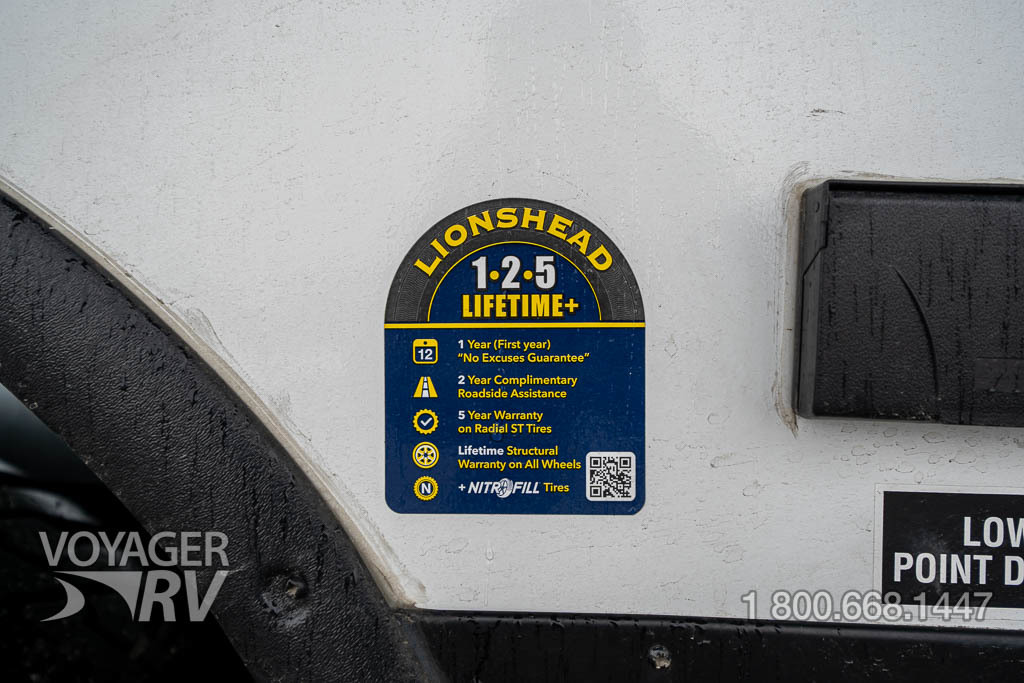 LIONSHEAD
1•2•5
LIFETIME+
12
1 Year (First year)
"No Excuses Guarantee"
2 Year Complimentary
Roadside Assistance
5 Year Warranty
on Radial ST Tires
Lifetime Structural
Warranty on All Wheels
N
+ NITROFILL Tires
LOW
POINT D
VOYAGER
RV
1 800.668.1447